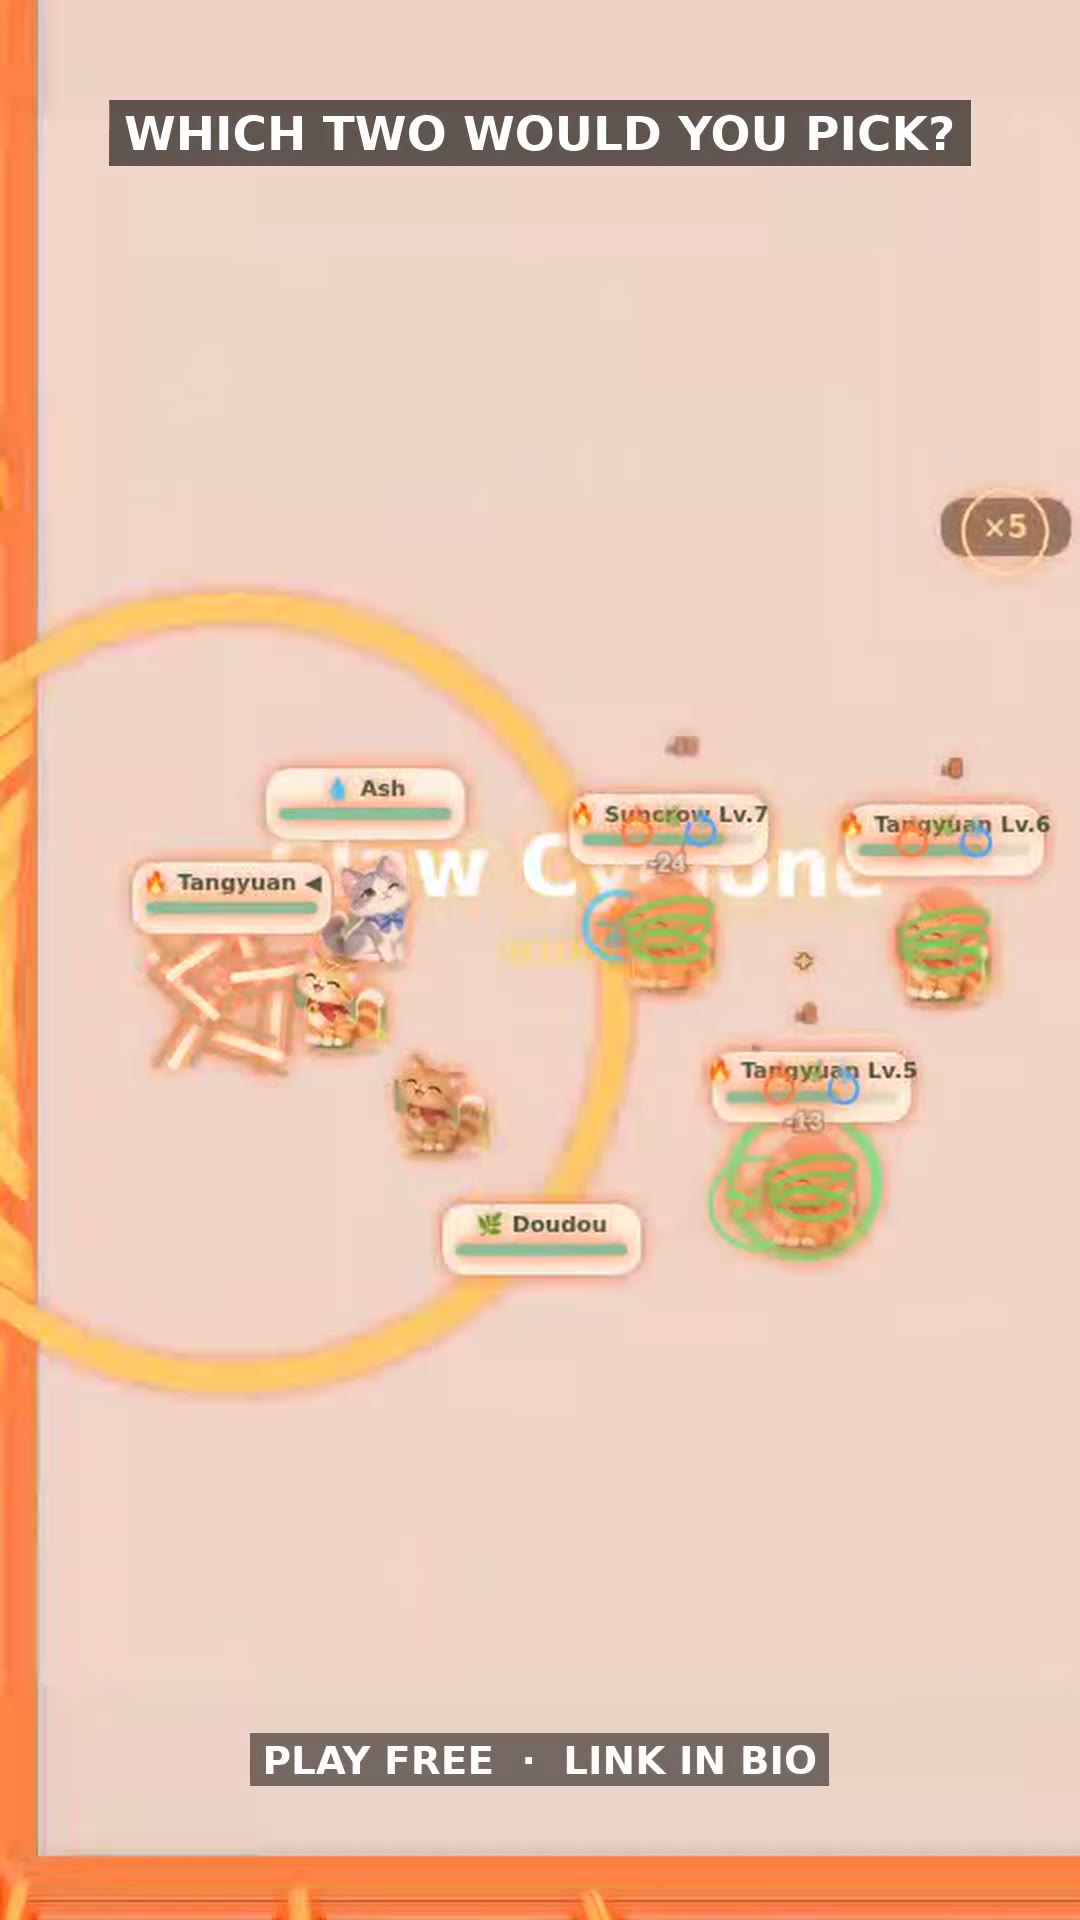 WHICH TWO WOULD YOU PICK?
×5
💧 Ash
🔥 Suncrow Lv.7
🔥 Tangyuan Lv.6
-24
🔥 Tangyuan ◀
🔥 Tangyuan Lv.5
-13
🌿 Doudou
PLAY FREE · LINK IN BIO